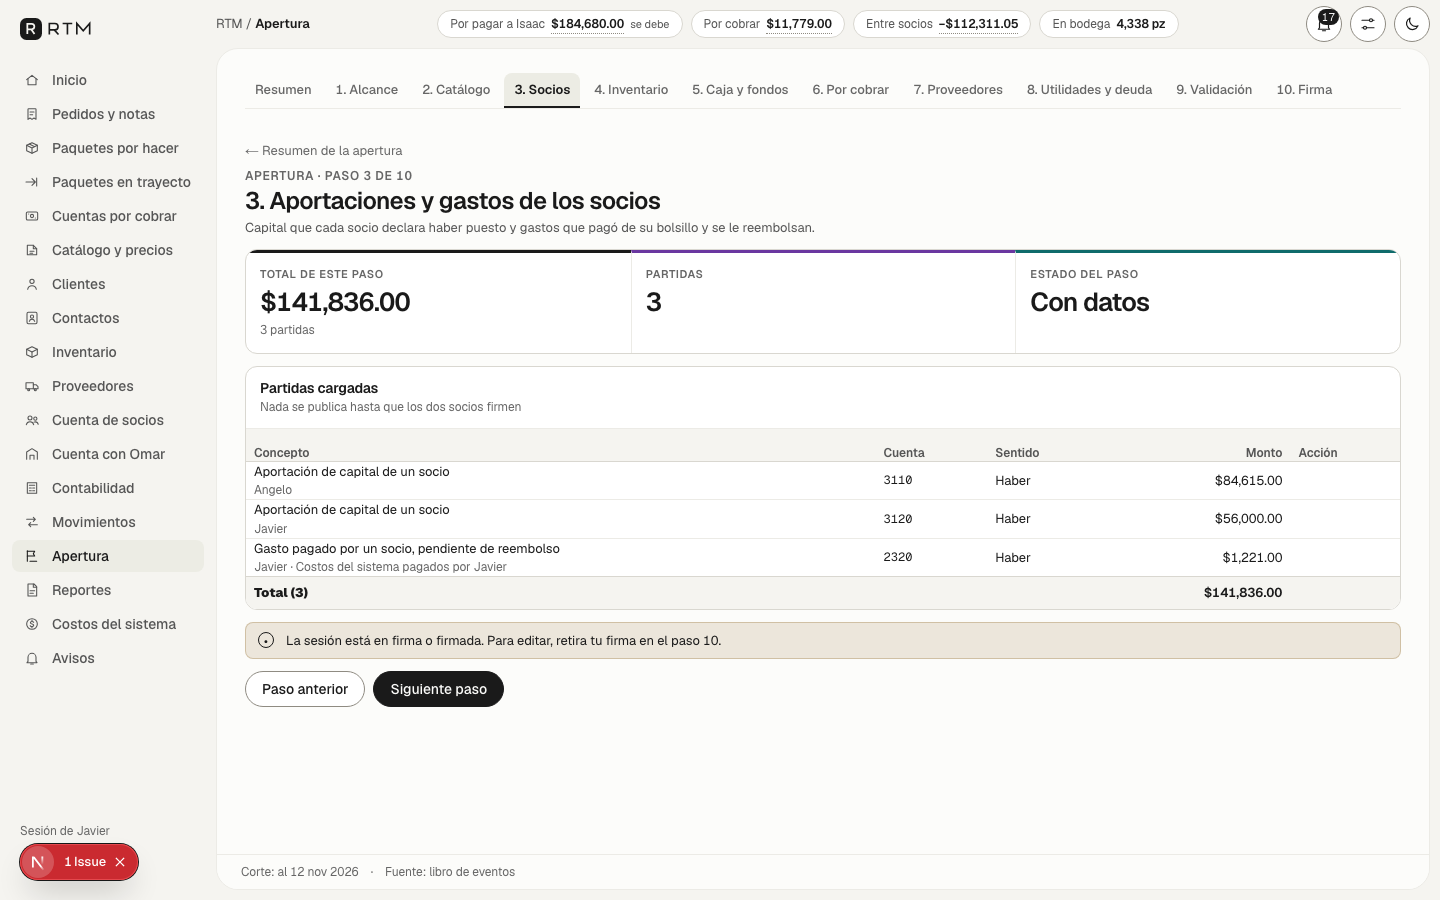 R RTM
RTM / Apertura
Por pagar a Isaac $184,680.00 se debe
Por cobrar $11,779.00
Entre socios −$112,311.05
En bodega 4,338 pz
17
Inicio
Pedidos y notas
Paquetes por hacer
Paquetes en trayecto
Cuentas por cobrar
Catálogo y precios
Clientes
Contactos
Inventario
Proveedores
Cuenta de socios
Cuenta con Omar
Contabilidad
Movimientos
Apertura
Reportes
Costos del sistema
Avisos
Sesión de Javier
N 1 Issue
Resumen 1. Alcance 2. Catálogo 3. Socios 4. Inventario 5. Caja y fondos 6. Por cobrar 7. Proveedores 8. Utilidades y deuda 9. Validación 10. Firma
← Resumen de la apertura
APERTURA · PASO 3 DE 10
3. Aportaciones y gastos de los socios
Capital que cada socio declara haber puesto y gastos que pagó de su bolsillo y se le reembolsan.
TOTAL DE ESTE PASO
$141,836.00
3 partidas
PARTIDAS
3
ESTADO DEL PASO
Con datos
Partidas cargadas
Nada se publica hasta que los dos socios firmen
Concepto Cuenta Sentido Monto Acción
Aportación de capital de un socio 3110 Haber $84,615.00
Angelo
Aportación de capital de un socio 3120 Haber $56,000.00
Javier
Gasto pagado por un socio, pendiente de reembolso 2320 Haber $1,221.00
Javier · Costos del sistema pagados por Javier
Total (3) $141,836.00
La sesión está en firma o firmada. Para editar, retira tu firma en el paso 10.
Paso anterior
Siguiente paso
Corte: al 12 nov 2026 · Fuente: libro de eventos